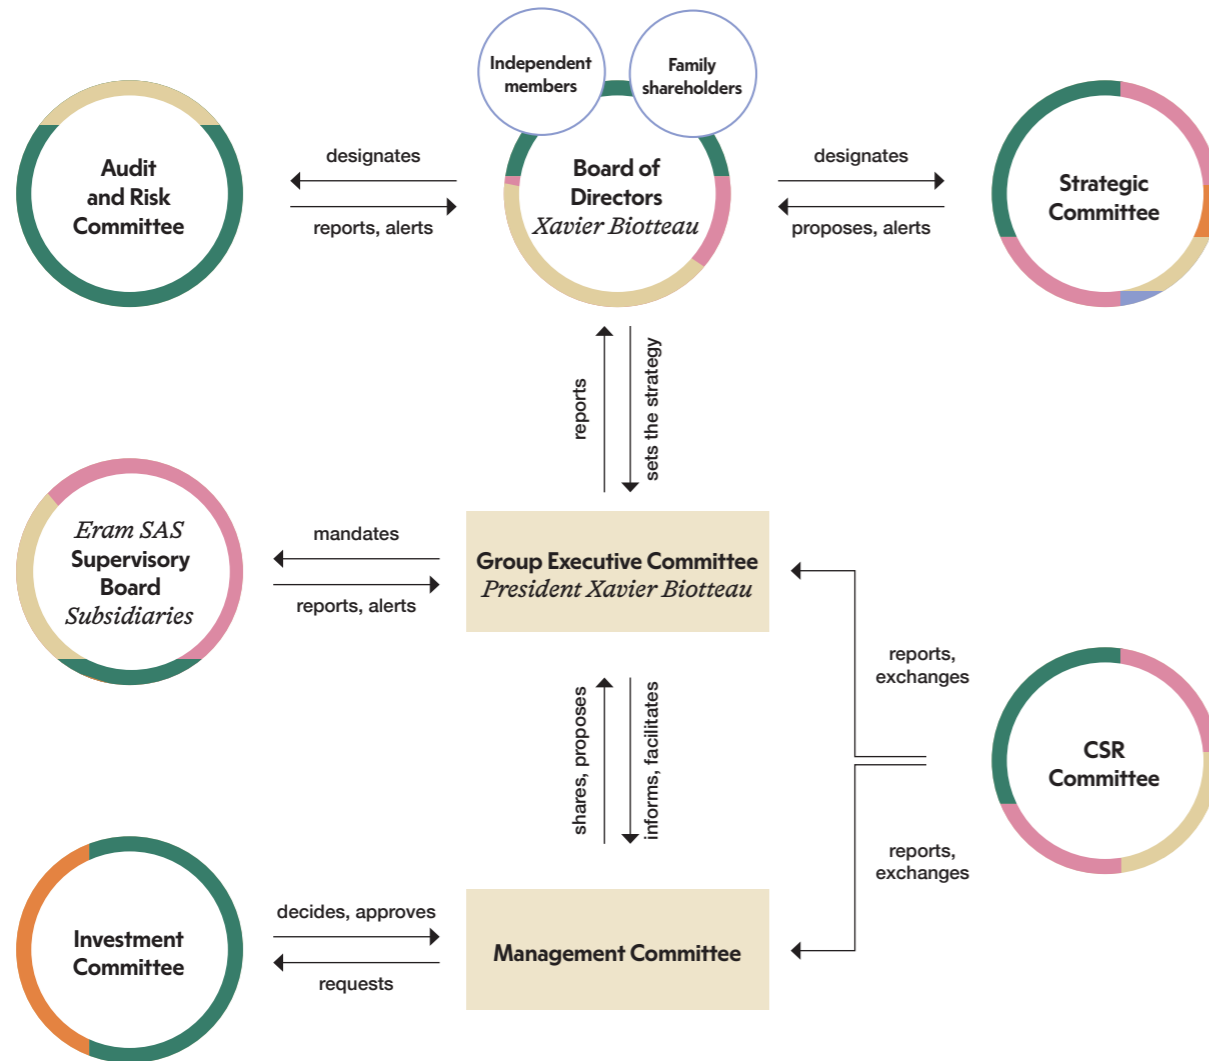 Independent
members
Family
shareholders
Audit
and Risk
Committee
designates
reports, alerts
Board of
Directors
Xavier Biotteau
designates
proposes, alerts
Strategic
Committee
reports
sets the strategy
Eram SAS
Supervisory
Board
Subsidiaries
mandates
reports, alerts
Group Executive Committee
President Xavier Biotteau
reports,
exchanges
shares, proposes
informs, facilitates
CSR
Committee
reports,
exchanges
Investment
Committee
decides, approves
requests
Management Committee